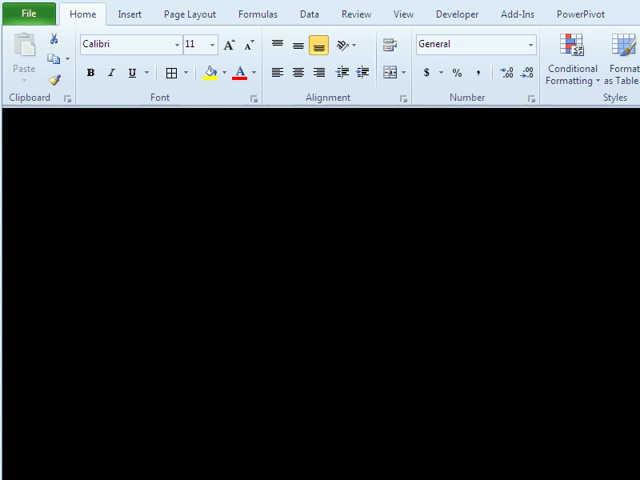 File Home Insert Page Layout Formulas Data Review View Developer Add-Ins PowerPivot
Calibri 11 General
Paste B I U A $ % , Conditional Formatting Format as Table
Clipboard Font Alignment Number Styles